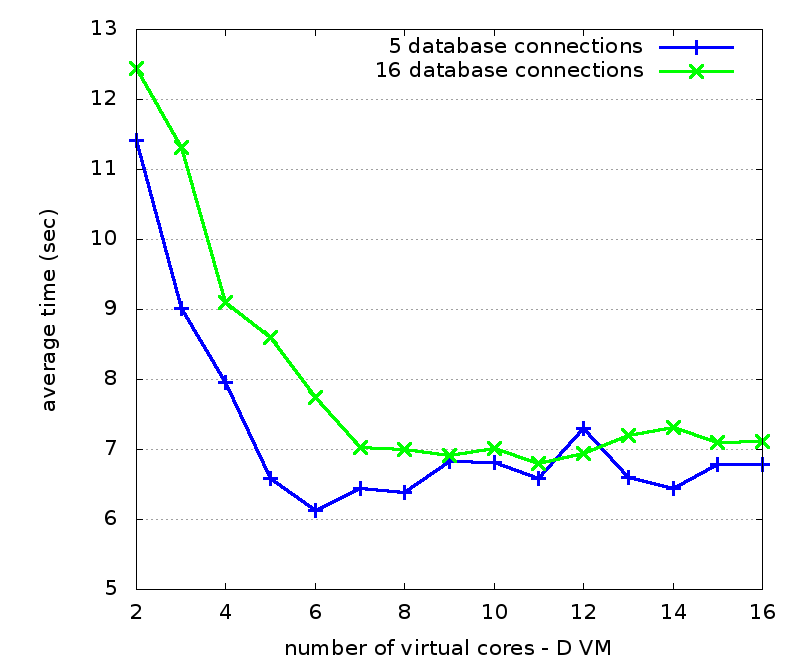 13
12
11
10
9
8
7
6
5
average time (sec)
5 database connections
16 database connections
2 4 6 8 10 12 14 16
number of virtual cores - D VM